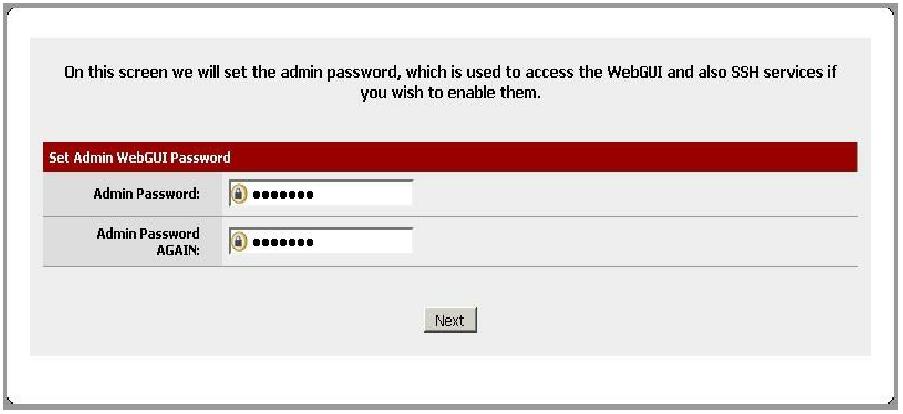 On this screen we will set the admin password, which is used to access the WebGUI and also SSH services if
you wish to enable them.
Set Admin WebGUI Password
Admin Password:
●●●●●●●
Admin Password
AGAIN:
●●●●●●●
Next